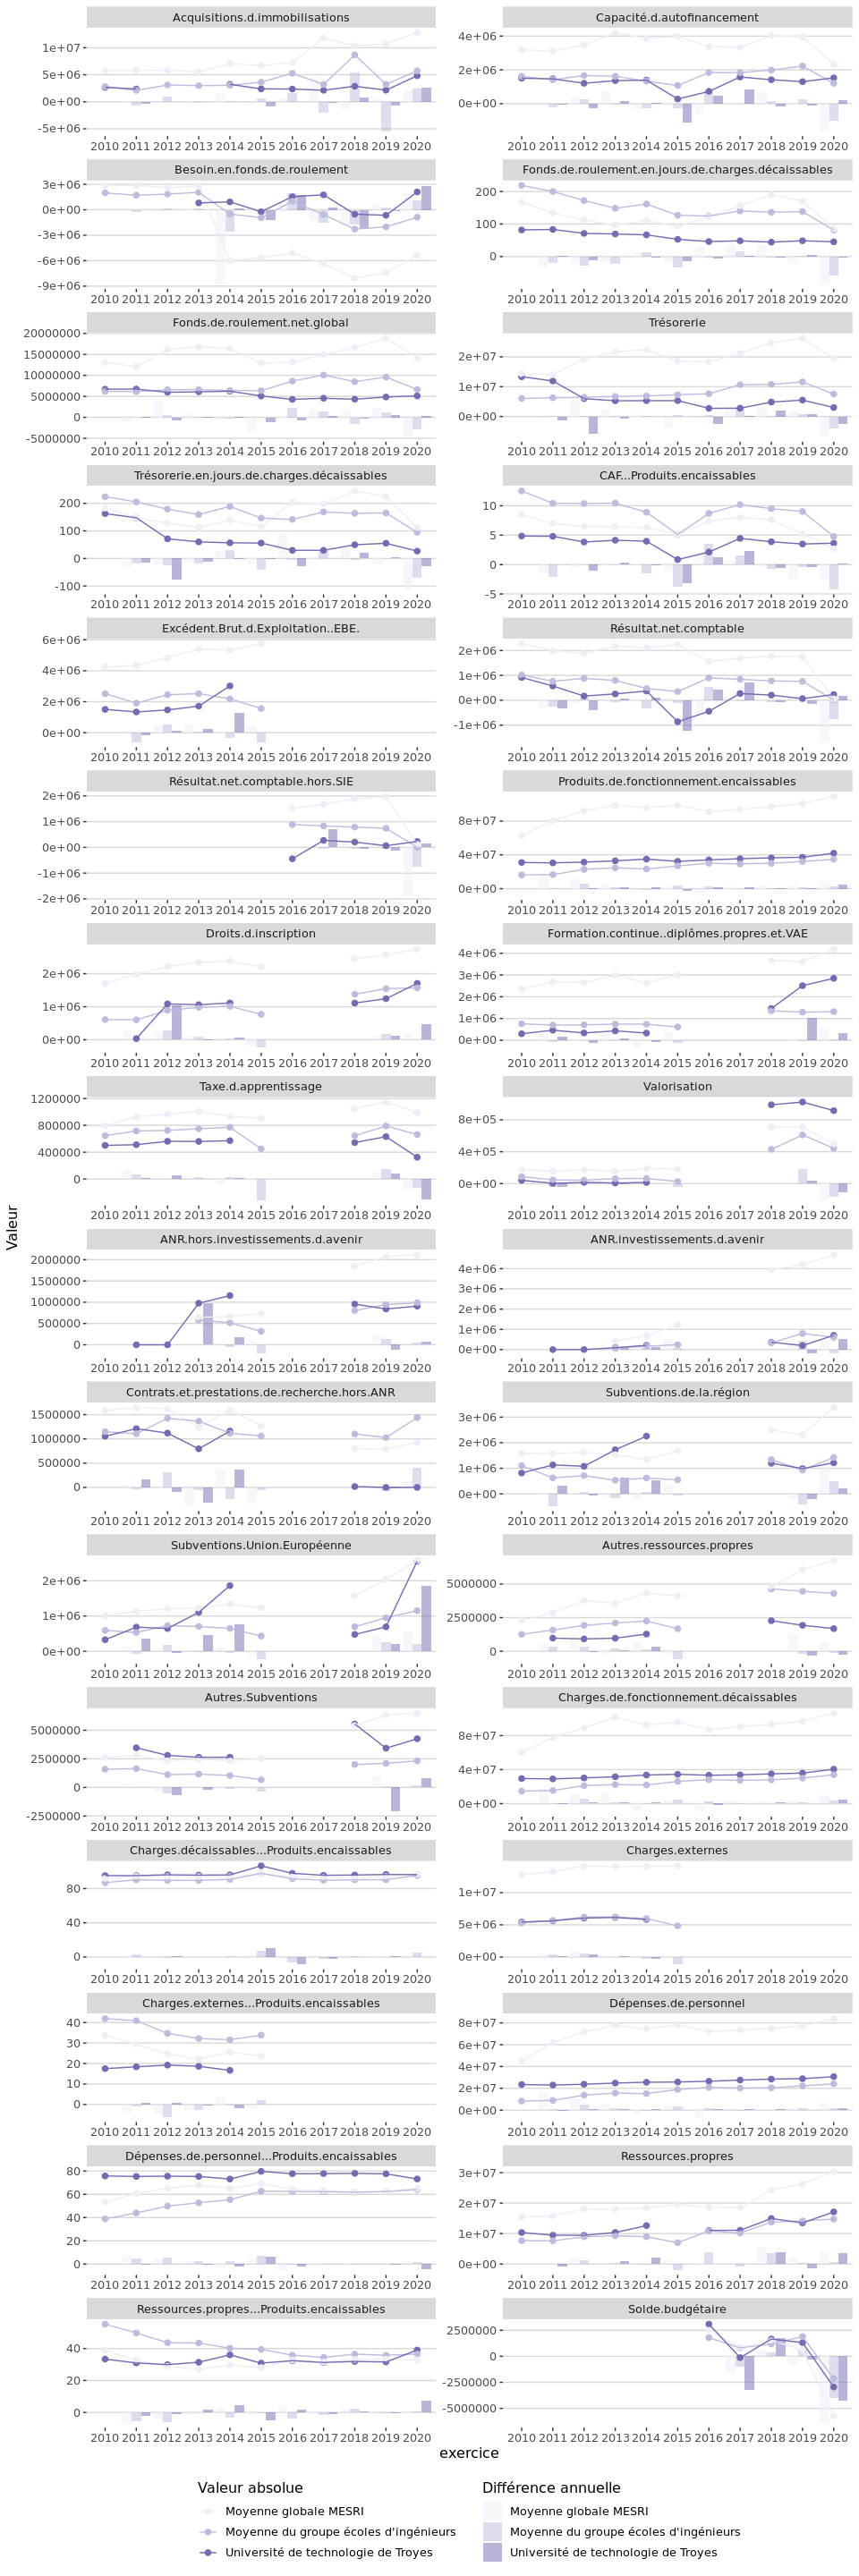 Acquisitions.d.immobilisations
Capacité.d.autofinancement
1e+07
5e+06
0e+00
-5e+06
4e+06
2e+06
0e+00
2010 2011 2012 2013 2014 2015 2016 2017 2018 2019 2020
2010 2011 2012 2013 2014 2015 2016 2017 2018 2019 2020
Besoin.en.fonds.de.roulement
Fonds.de.roulement.en.jours.de.charges.décaissables
3e+06
0e+00
-3e+06
-6e+06
-9e+06
200
100
0
2010 2011 2012 2013 2014 2015 2016 2017 2018 2019 2020
2010 2011 2012 2013 2014 2015 2016 2017 2018 2019 2020
Fonds.de.roulement.net.global
Trésorerie
20000000
15000000
10000000
5000000
0
-5000000
2e+07
1e+07
0e+00
2010 2011 2012 2013 2014 2015 2016 2017 2018 2019 2020
2010 2011 2012 2013 2014 2015 2016 2017 2018 2019 2020
Trésorerie.en.jours.de.charges.décaissables
CAF...Produits.encaissables
200
100
0
-100
10
5
0
-5
2010 2011 2012 2013 2014 2015 2016 2017 2018 2019 2020
2010 2011 2012 2013 2014 2015 2016 2017 2018 2019 2020
Excédent.Brut.d.Exploitation..EBE.
Résultat.net.comptable
6e+06
4e+06
2e+06
0e+00
2e+06
1e+06
0e+00
-1e+06
2010 2011 2012 2013 2014 2015 2016 2017 2018 2019 2020
2010 2011 2012 2013 2014 2015 2016 2017 2018 2019 2020
Résultat.net.comptable.hors.SIE
Produits.de.fonctionnement.encaissables
2e+06
1e+06
0e+00
-1e+06
-2e+06
8e+07
4e+07
0e+00
2010 2011 2012 2013 2014 2015 2016 2017 2018 2019 2020
2010 2011 2012 2013 2014 2015 2016 2017 2018 2019 2020
Droits.d.inscription
Formation.continue..diplômes.propres.et.VAE
2e+06
1e+06
0e+00
4e+06
3e+06
2e+06
1e+06
0e+00
2010 2011 2012 2013 2014 2015 2016 2017 2018 2019 2020
2010 2011 2012 2013 2014 2015 2016 2017 2018 2019 2020
Taxe.d.apprentissage
Valorisation
1200000
800000
400000
0
8e+05
4e+05
0e+00
2010 2011 2012 2013 2014 2015 2016 2017 2018 2019 2020
2010 2011 2012 2013 2014 2015 2016 2017 2018 2019 2020
Valeur
ANR.hors.investissements.d.avenir
ANR.investissements.d.avenir
2000000
1500000
1000000
500000
0
4e+06
3e+06
2e+06
1e+06
0e+00
2010 2011 2012 2013 2014 2015 2016 2017 2018 2019 2020
2010 2011 2012 2013 2014 2015 2016 2017 2018 2019 2020
Contrats.et.prestations.de.recherche.hors.ANR
Subventions.de.la.région
1500000
1000000
500000
0
3e+06
2e+06
1e+06
0e+00
2010 2011 2012 2013 2014 2015 2016 2017 2018 2019 2020
2010 2011 2012 2013 2014 2015 2016 2017 2018 2019 2020
Subventions.Union.Européenne
Autres.ressources.propres
2e+06
1e+06
0e+00
5000000
2500000
0
2010 2011 2012 2013 2014 2015 2016 2017 2018 2019 2020
2010 2011 2012 2013 2014 2015 2016 2017 2018 2019 2020
Autres.Subventions
Charges.de.fonctionnement.décaissables
5000000
2500000
0
-2500000
8e+07
4e+07
0e+00
2010 2011 2012 2013 2014 2015 2016 2017 2018 2019 2020
2010 2011 2012 2013 2014 2015 2016 2017 2018 2019 2020
Charges.décaissables...Produits.encaissables
Charges.externes
80
40
0
1e+07
5e+06
0e+00
2010 2011 2012 2013 2014 2015 2016 2017 2018 2019 2020
2010 2011 2012 2013 2014 2015 2016 2017 2018 2019 2020
Charges.externes...Produits.encaissables
Dépenses.de.personnel
40
30
20
10
0
8e+07
6e+07
4e+07
2e+07
0e+00
2010 2011 2012 2013 2014 2015 2016 2017 2018 2019 2020
2010 2011 2012 2013 2014 2015 2016 2017 2018 2019 2020
Dépenses.de.personnel...Produits.encaissables
Ressources.propres
80
60
40
20
0
3e+07
2e+07
1e+07
0e+00
2010 2011 2012 2013 2014 2015 2016 2017 2018 2019 2020
2010 2011 2012 2013 2014 2015 2016 2017 2018 2019 2020
Ressources.propres...Produits.encaissables
Solde.budgétaire
40
20
0
2500000
0
-2500000
-5000000
2010 2011 2012 2013 2014 2015 2016 2017 2018 2019 2020
2010 2011 2012 2013 2014 2015 2016 2017 2018 2019 2020
exercice
Valeur absolue
Moyenne globale MESRI
Moyenne du groupe écoles d'ingénieurs
Université de technologie de Troyes
Différence annuelle
Moyenne globale MESRI
Moyenne du groupe écoles d'ingénieurs
Université de technologie de Troyes